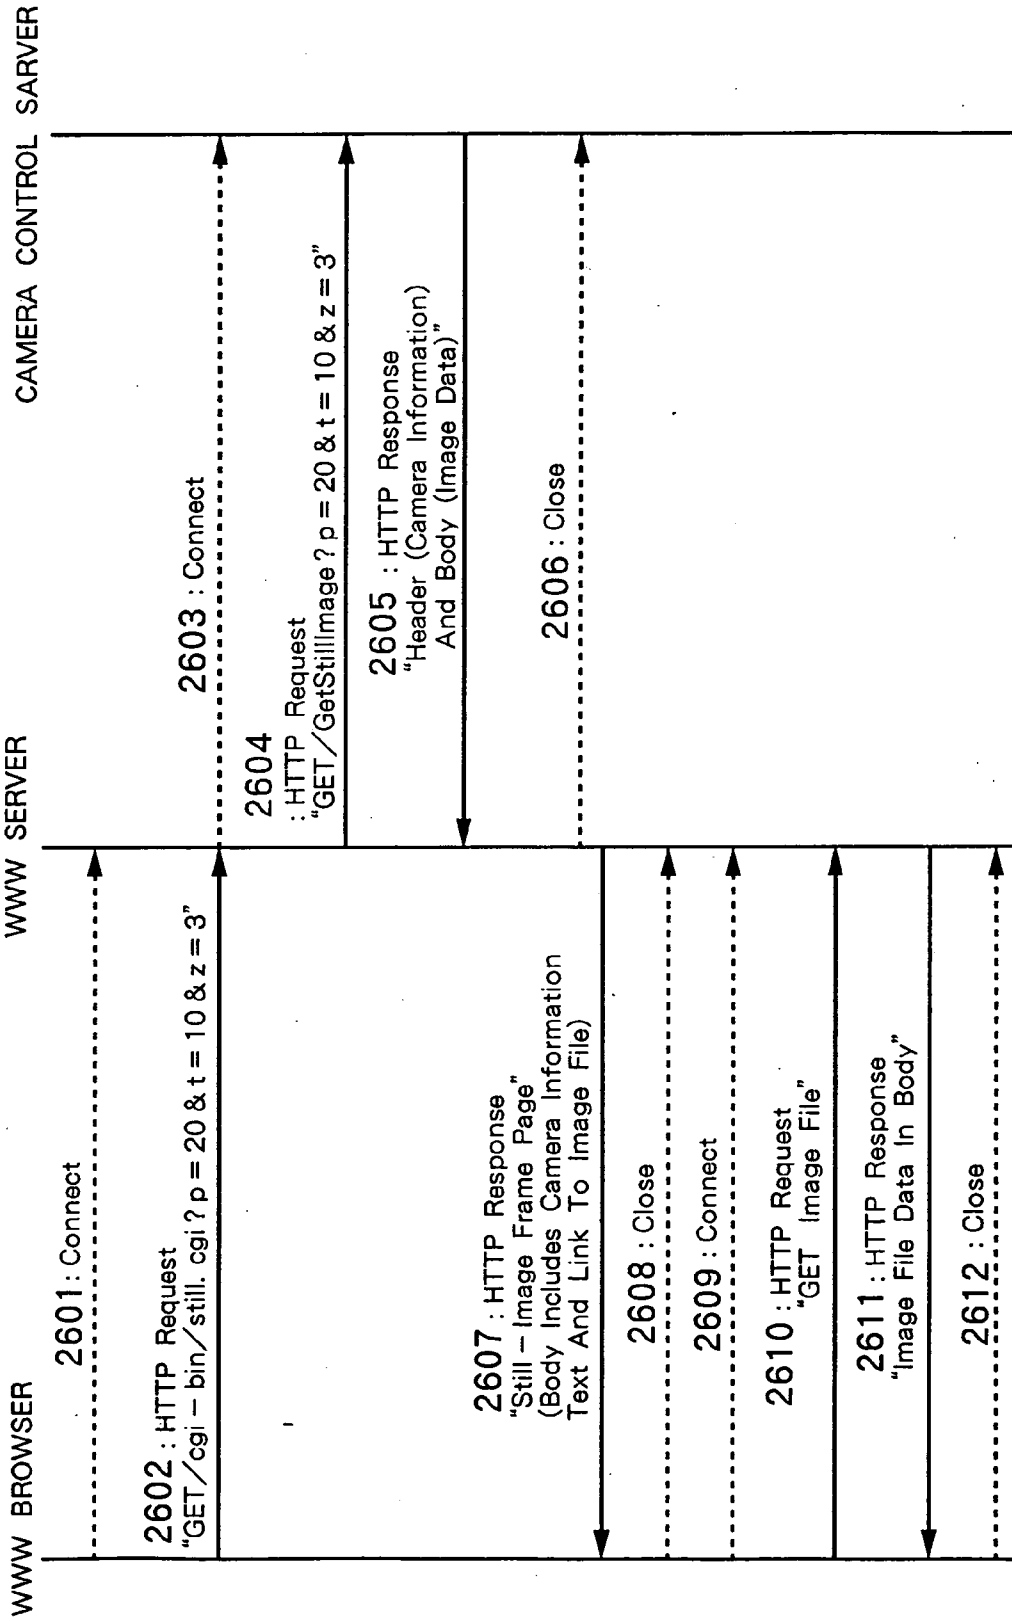 WWW BROWSER
WWW SERVER
CAMERA CONTROL SARVER
2601 : Connect
2602 : HTTP Request
“GET/cgi−bin/still. cgi? p = 20 & t = 10 & z = 3”
2603 : Connect
2604
: HTTP Request
“GET/GetStillImage? p = 20 & t = 10 & z = 3”
2605 : HTTP Response
“Header (Camera Information)
And Body (Image Data)”
2606 : Close
2607 : HTTP Response
“Still − Image Frame Page”
(Body Includes Camera Information
Text And Link To Image File)
2608 : Close
2609 : Connect
2610 : HTTP Request
“GET Image File”
2611 : HTTP Response
“Image File Data In Body”
2612 : Close